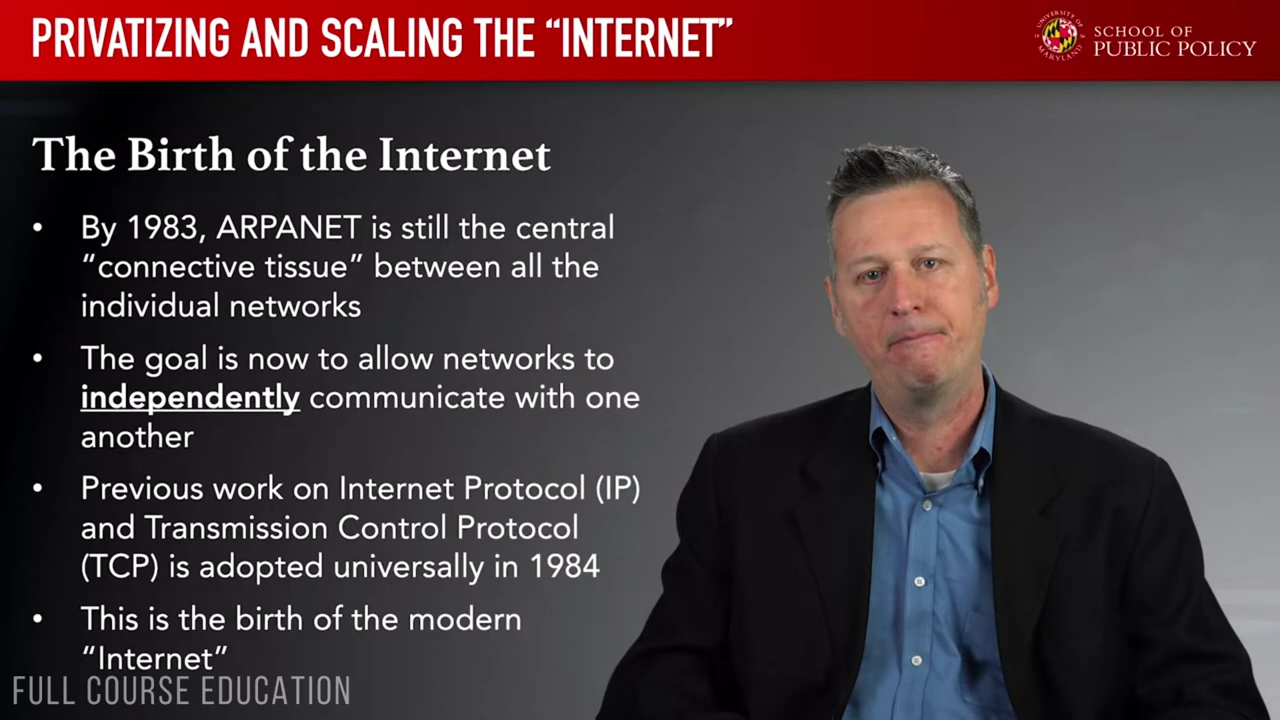 PRIVATIZING AND SCALING THE “INTERNET”
UNIVERSITY OF
MARYLAND
SCHOOL OF
PUBLIC POLICY
The Birth of the Internet
• By 1983, ARPANET is still the central
“connective tissue” between all the
individual networks
• The goal is now to allow networks to
independently communicate with one
another
• Previous work on Internet Protocol (IP)
and Transmission Control Protocol
(TCP) is adopted universally in 1984
• This is the birth of the modern
“Internet”
FULL COURSE EDUCATION